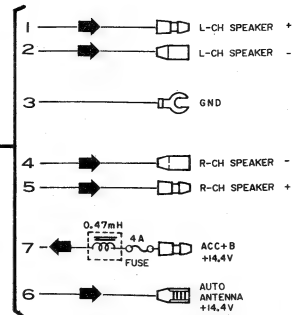 1 L-CH SPEAKER +
2 L-CH SPEAKER -
3 GND
4 R-CH SPEAKER -
5 R-CH SPEAKER +
0.47mH
7 4A ACC+B
FUSE +14.4V
6 AUTO
ANTENNA
+14.4V